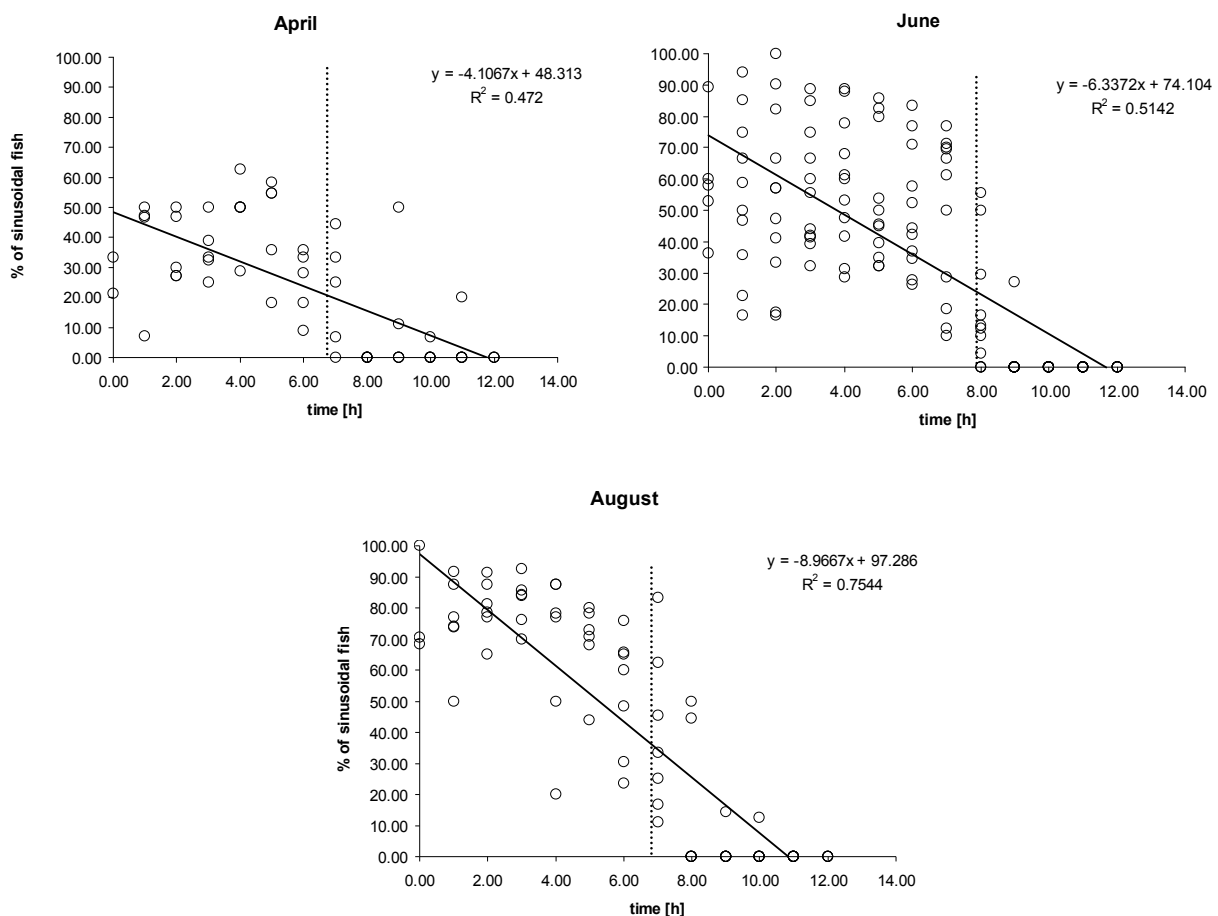 April
y = -4.1067x + 48.313
R² = 0.472
% of sinusoidal fish
100.00
90.00
80.00
70.00
60.00
50.00
40.00
30.00
20.00
10.00
0.00
0.00 2.00 4.00 6.00 8.00 10.00 12.00 14.00
time [h]
June
y = -6.3372x + 74.104
R² = 0.5142
100.00
90.00
80.00
70.00
60.00
50.00
40.00
30.00
20.00
10.00
0.00
0.00 2.00 4.00 6.00 8.00 10.00 12.00 14.00
time [h]
August
y = -8.9667x + 97.286
R² = 0.7544
% of sinusoidal fish
100.00
90.00
80.00
70.00
60.00
50.00
40.00
30.00
20.00
10.00
0.00
0.00 2.00 4.00 6.00 8.00 10.00 12.00 14.00
time [h]